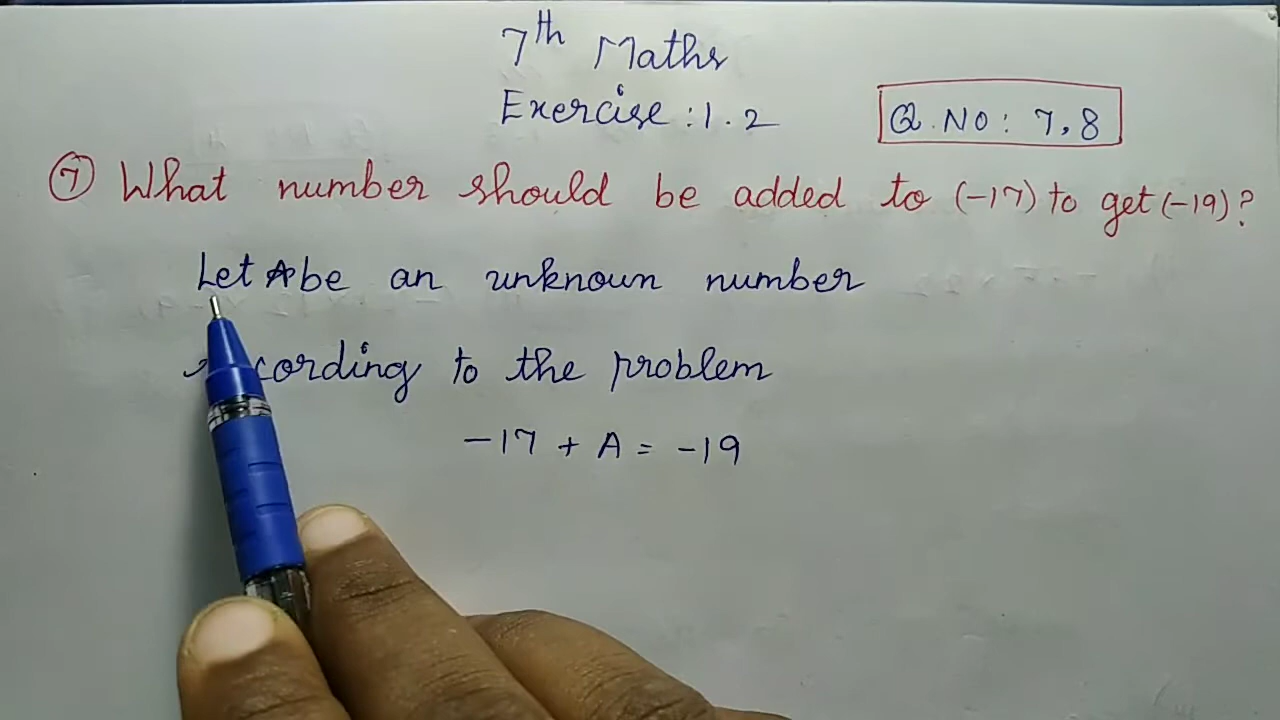 7th Maths
Exercise : 1.2
Q. NO : 7, 8
7 What number should be added to (-17) to get (-19)?
Let A be an unknown number
to the problem
-17 + A = -19